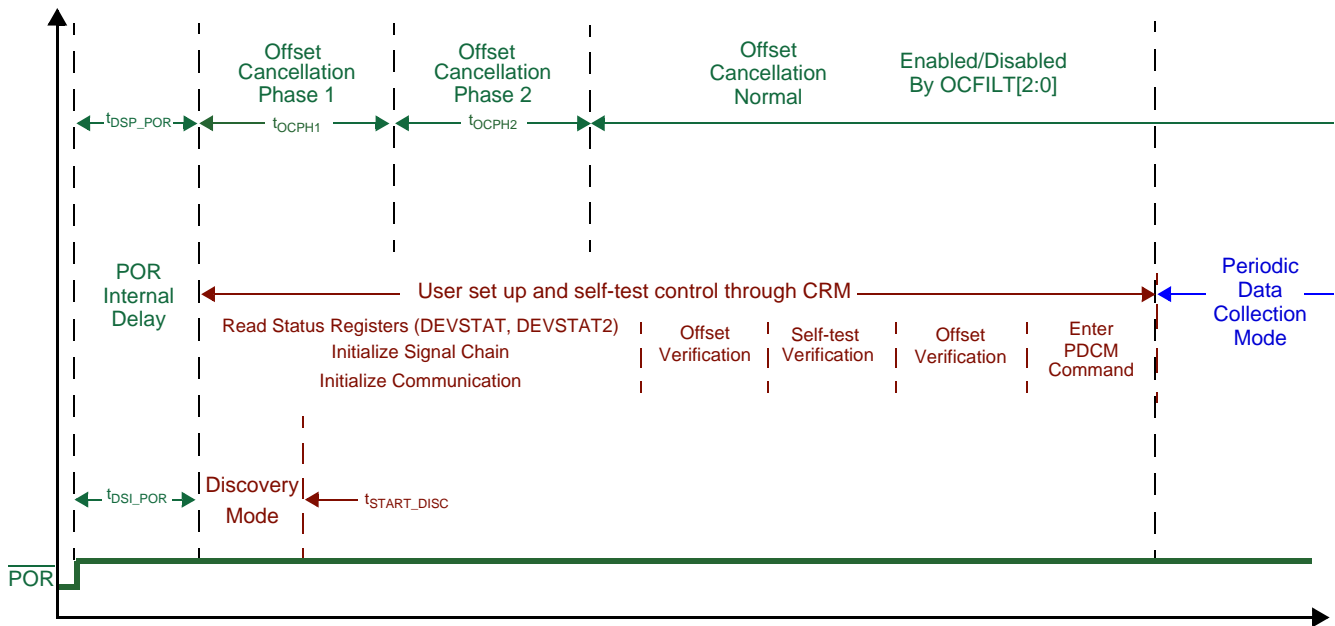 Offset
Cancellation
Phase 1
Offset
Cancellation
Phase 2
Offset
Cancellation
Normal
Enabled/Disabled
By OCFILT[2:0]
tDSP_POR
tOCPH1
tOCPH2
POR
Internal
Delay
User set up and self-test control through CRM
Periodic
Data
Collection
Mode
Read Status Registers (DEVSTAT, DEVSTAT2)
Initialize Signal Chain
Initialize Communication
Offset
Verification
Self-test
Verification
Offset
Verification
Enter
PDCM
Command
tDSI_POR
Discovery
Mode
tSTART_DISC
POR